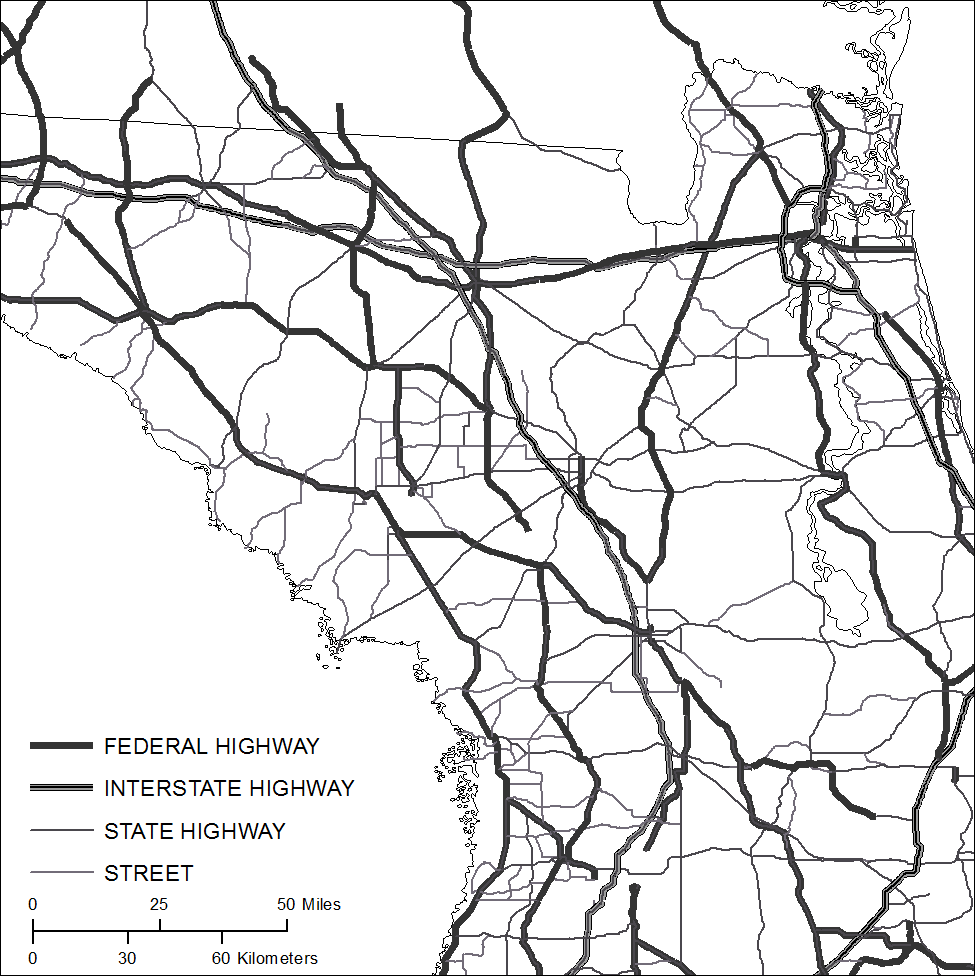 FEDERAL HIGHWAY
INTERSTATE HIGHWAY
STATE HIGHWAY
STREET
0 25 50 Miles
0 30 60 Kilometers